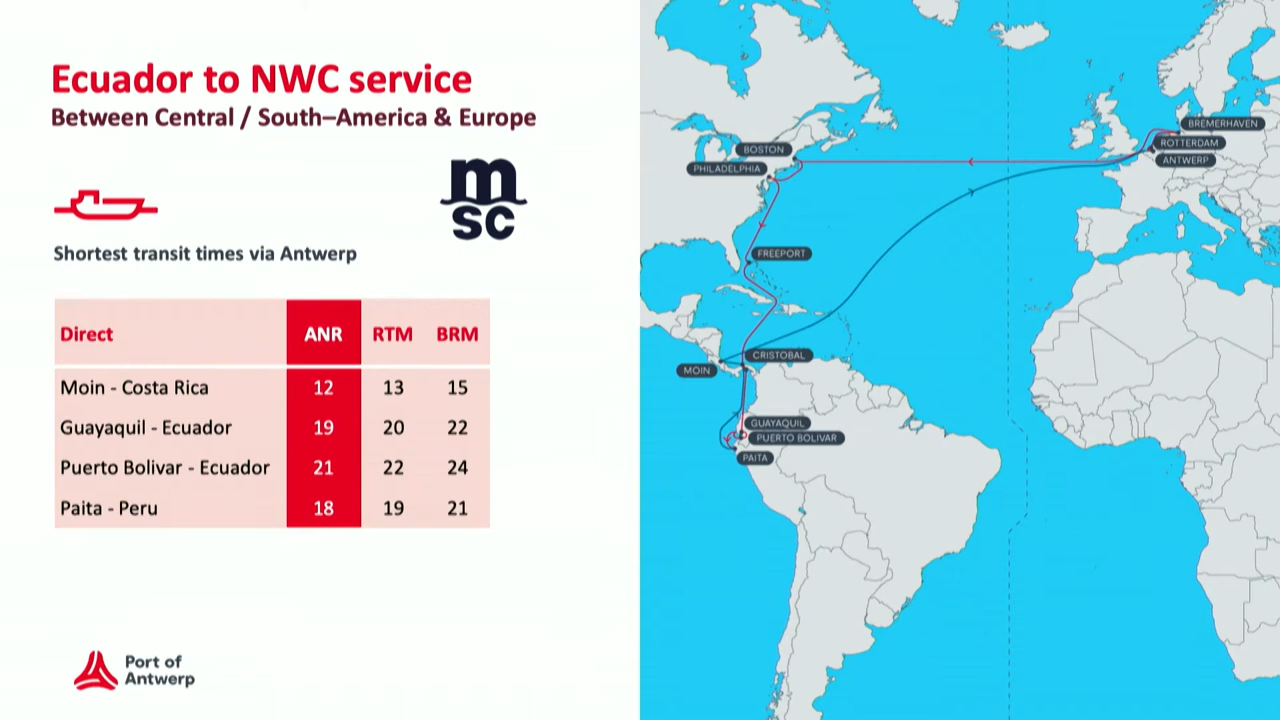 Ecuador to NWC service
Between Central / South–America & Europe
m
sc
Shortest transit times via Antwerp
Direct ANR RTM BRM
Moin - Costa Rica 12 13 15
Guayaquil - Ecuador 19 20 22
Puerto Bolivar - Ecuador 21 22 24
Paita - Peru 18 19 21
Port of
Antwerp
BREMERHAVEN
ROTTERDAM
ANTWERP
BOSTON
PHILADELPHIA
FREEPORT
CRISTOBAL
MOIN
GUAYAQUIL
PUERTO BOLIVAR
PAITA